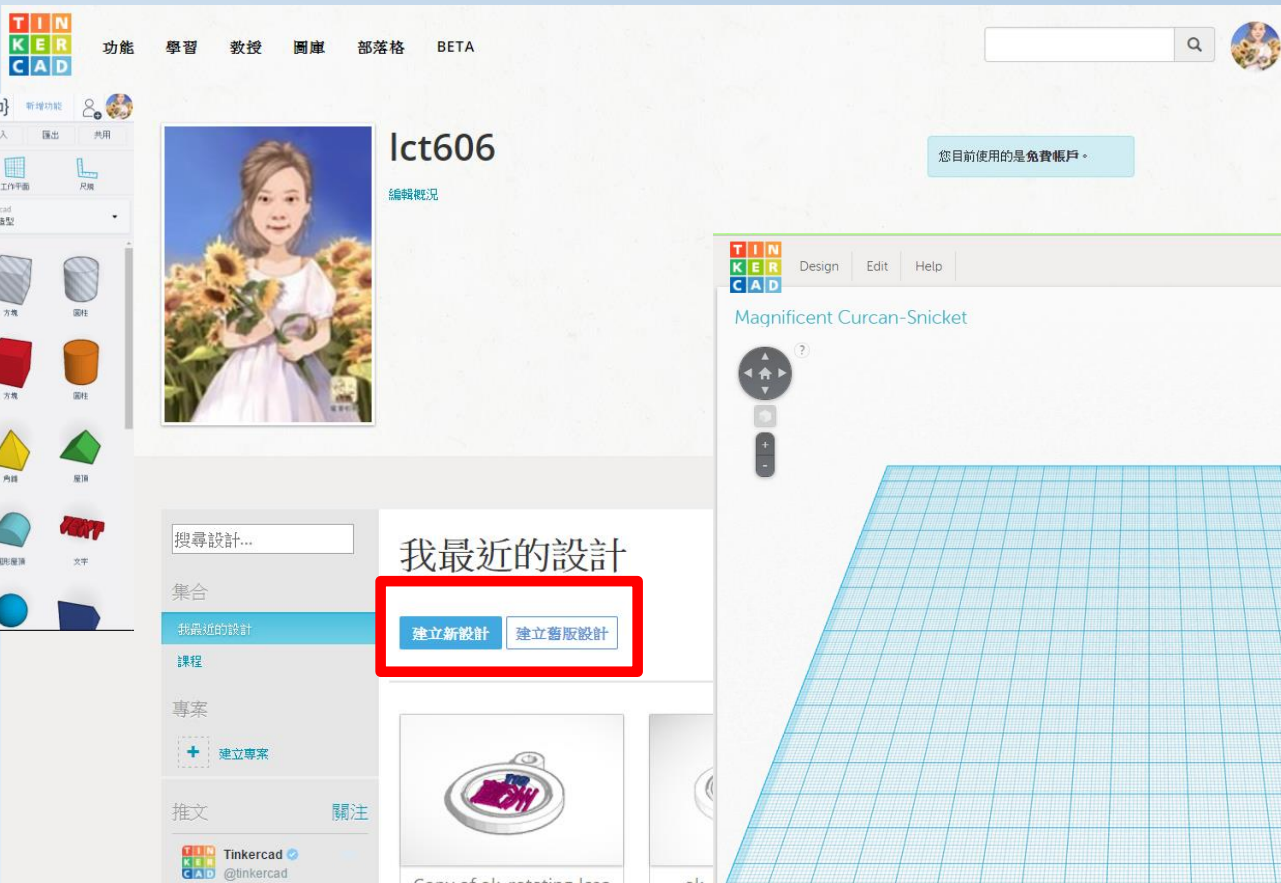 TIN
KER
CAD
功能 學習 教授 圖庫 部落格 BETA
新增功能
入 匯出 共用
工作平面 尺規
方塊 圓柱
方塊 圓柱
角錐 屋頂
TEXT
文字
lct606
編輯概況
您目前使用的是免費帳戶。
TIN
KER
CAD
Design Edit Help
Magnificent Curcan-Snicket
?
+
-
搜尋設計...
集合
我最近的設計
課程
專案
+ 建立專案
推文 關注
TIN
KER
CAD
Tinkercad
@tinkercad
我最近的設計
建立新設計 建立舊版設計